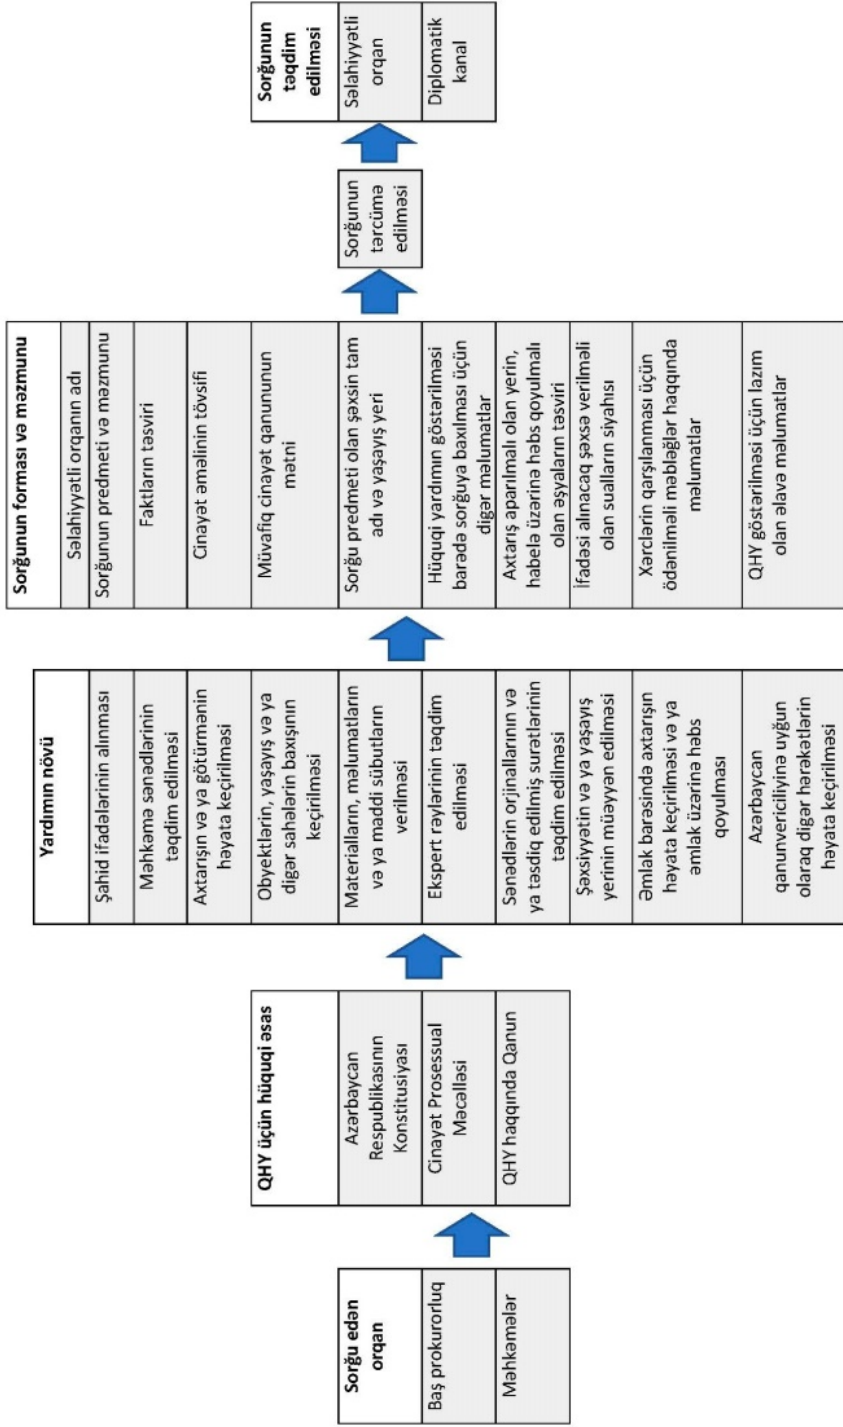 Sorğu edən
orqan
Baş prokurorluq
Məhkəmələr
QHY üçün hüquqi əsas
Azərbaycan
Respublikasının
Konstitusiyası
Cinayət Prosessual
Məcəlləsi
QHY haqqında Qanun
Yardımın növü
Şahid ifadələrinin alınması
Məhkəmə sənədlərinin
təqdim edilməsi
Axtarışın və ya götürmənin
həyata keçirilməsi
Obyektlərin, yaşayış və ya
digər sahələrin baxışının
keçirilməsi
Materialların, məlumatların
və ya maddi sübutların
verilməsi
Ekspert rəylərinin təqdim
edilməsi
Sənədlərin orjinallarının və
ya təsdiq edilmiş surətlərinin
təqdim edilməsi
Şəxsiyyətin və ya yaşayış
yerinin müəyyən edilməsi
Əmlak barəsində axtarışın
həyata keçirilməsi və ya
əmlak üzərinə həbs
qoyulması
Azərbaycan
qanunvericiliyinə uyğun
olaraq digər hərəkətlərin
həyata keçirilməsi
Sorğunun forması və məzmunu
Səlahiyyətli orqanın adı
Sorğunun predmeti və məzmunu
Faktların təsviri
Cinayət əməlinin tövsifi
Müvafiq cinayət qanununun
mətni
Sorğu predmeti olan şəxsin tam
adı və yaşayış yeri
Hüquqi yardımın göstərilməsi
barədə sorğuya baxılması üçün
digər məlumatlar
Axtarış aparılmalı olan yerin,
habelə üzərinə həbs qoyulmalı
olan əşyaların təsviri
İfadəsi alınacaq şəxsə verilməli
olan sualların siyahısı
Xərclərin qarşılanması üçün
ödənilməli məbləğlər haqqında
məlumatlar
QHY göstərilməsi üçün lazım
olan əlavə məlumatlar
Sorğunun
tərcümə
edilməsi
Sorğunun
təqdim
edilməsi
Səlahiyyətli
orqan
Diplomatik
kanal